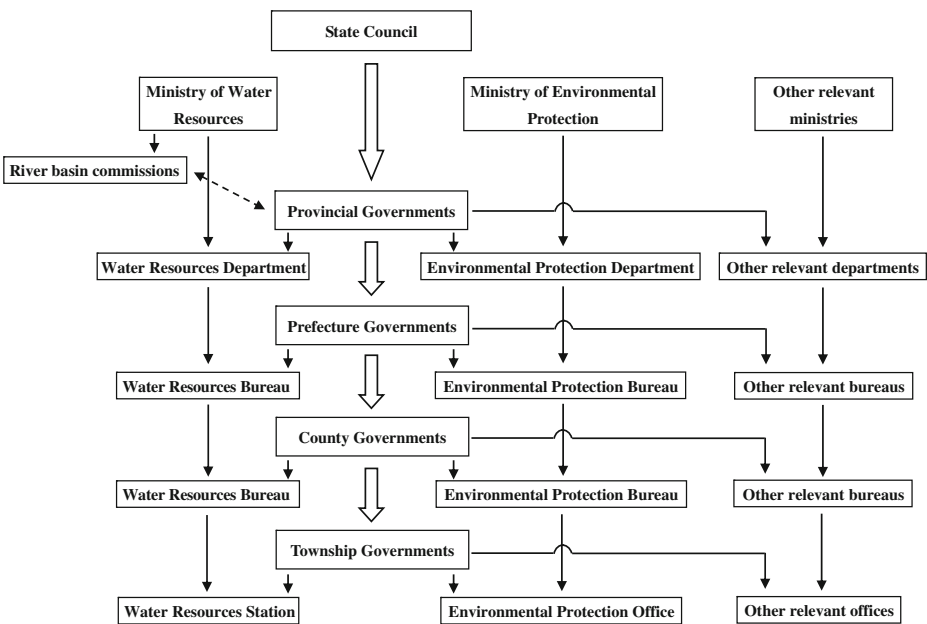 State Council
Ministry of Water
Resources
Ministry of Environmental
Protection
Other relevant
ministries
River basin commissions
Provincial Governments
Water Resources Department
Environmental Protection Department
Other relevant departments
Prefecture Governments
Water Resources Bureau
Environmental Protection Bureau
Other relevant bureaus
County Governments
Water Resources Bureau
Environmental Protection Bureau
Other relevant bureaus
Township Governments
Water Resources Station
Environmental Protection Office
Other relevant offices